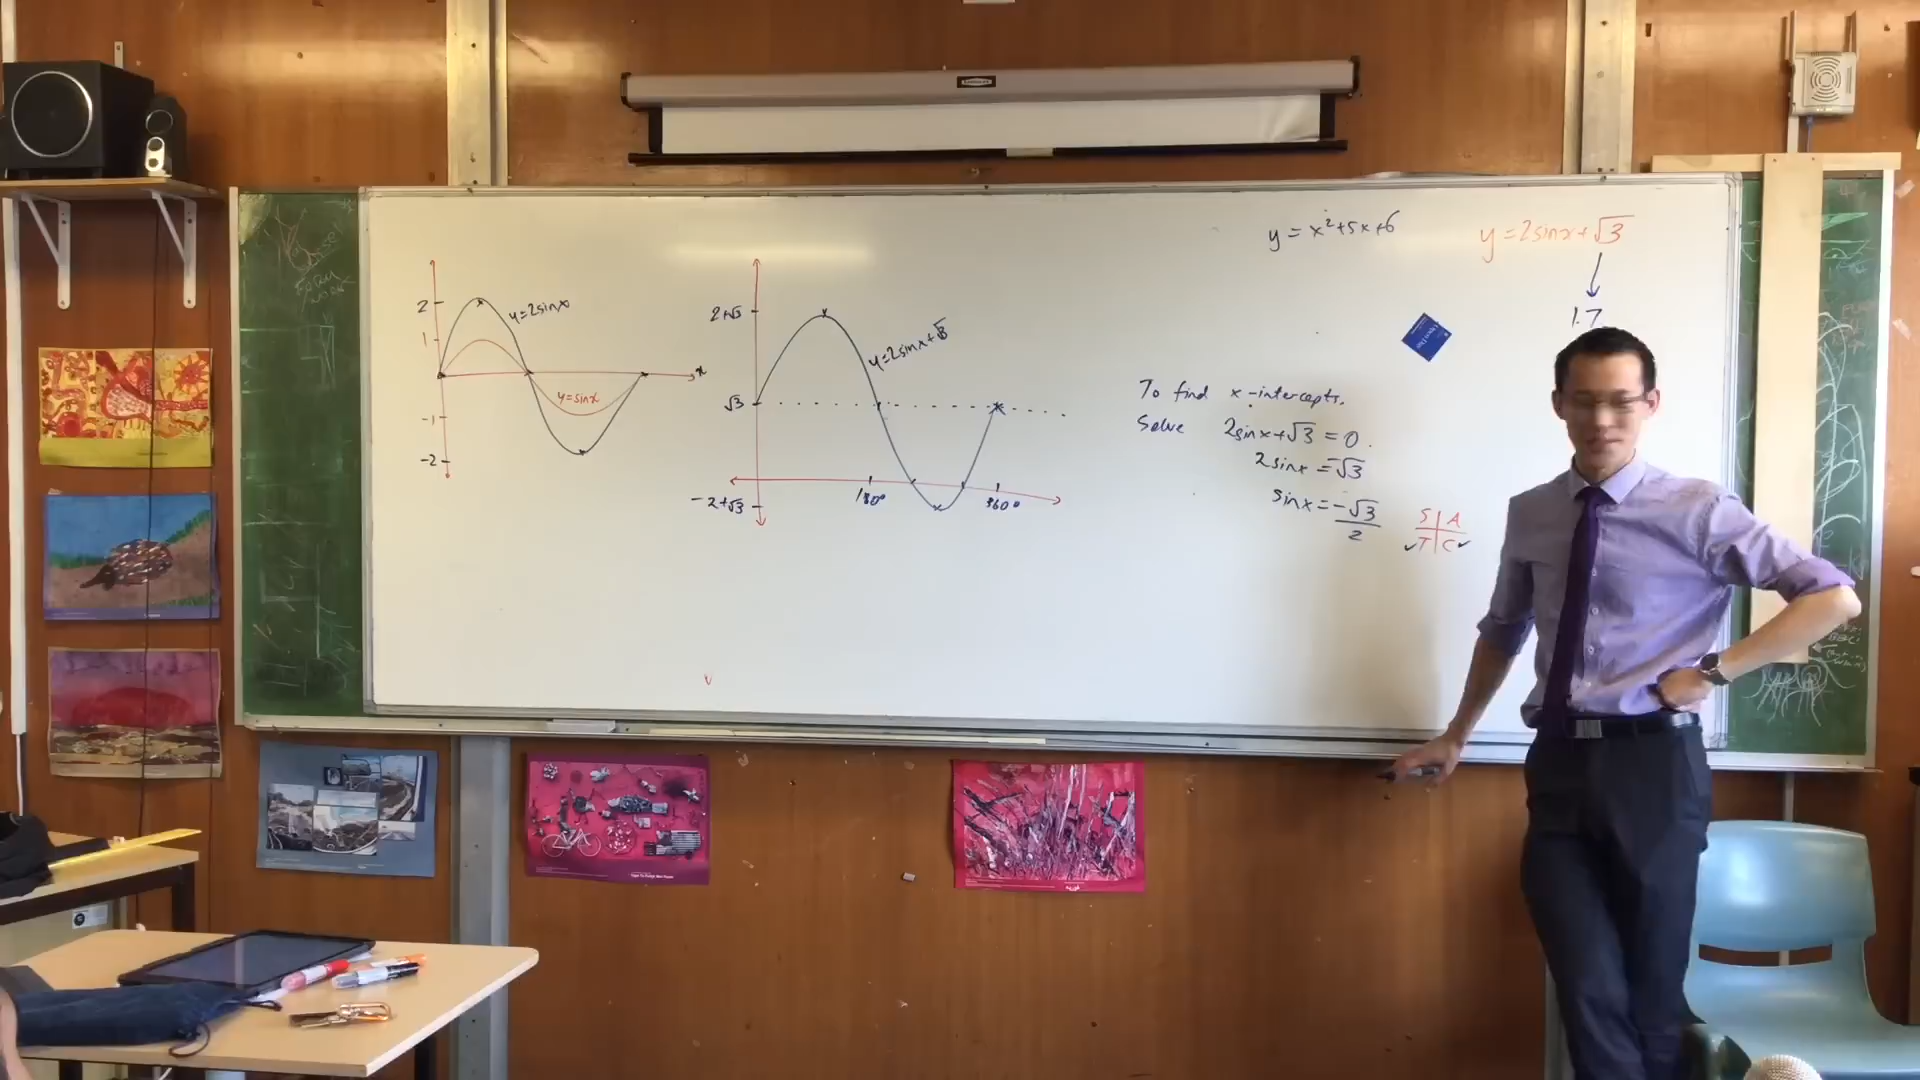 y = x²+5x+6
y = 2sinx+√3
1.7
2
1
-1
-2
y=2sinx
y=sinx
x
2+√3
√3
-2+√3
y=2sinx+√3
180°
360°
To find x-intercepts,
Solve 2sinx+√3 = 0.
2sinx = -√3
sinx = -√3
2
S A
T C